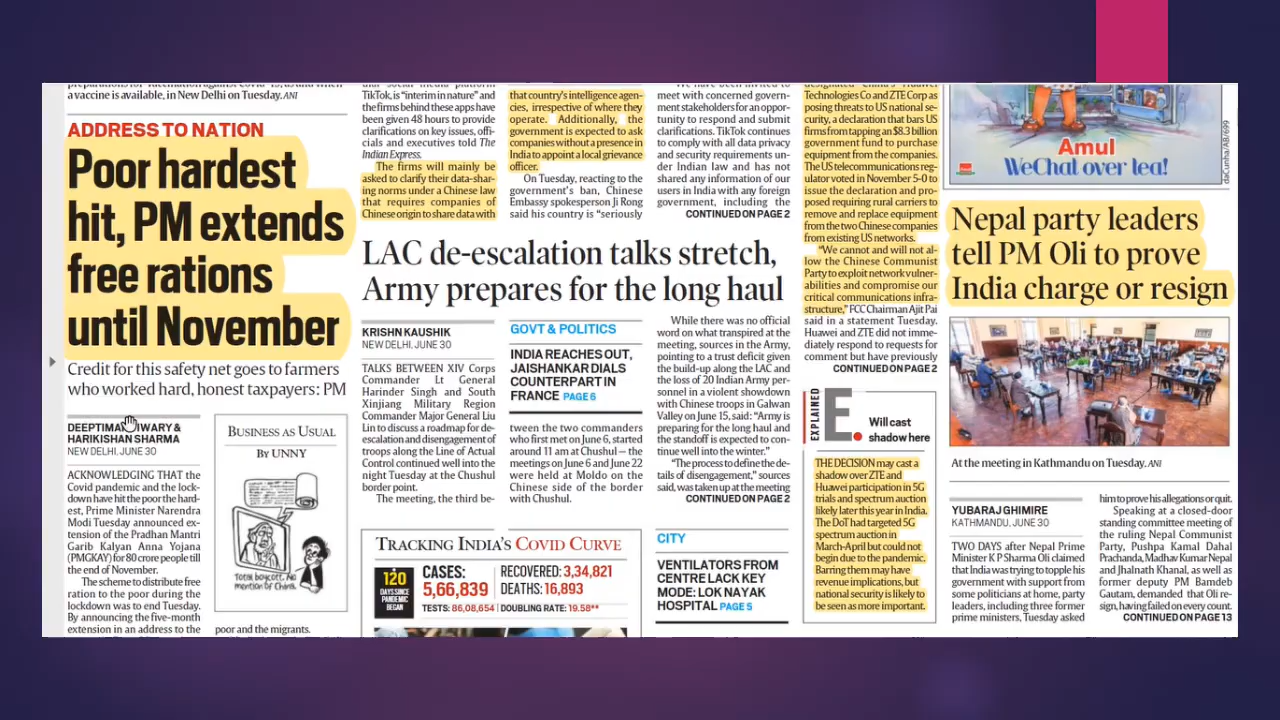 a vaccine is available, in New Delhi on Tuesday. ANI
ADDRESS TO NATION
Poor hardest
hit, PM extends
free rations
until November
Credit for this safety net goes to farmers
who worked hard, honest taxpayers: PM
HARIKISHAN SHARMA
NEW DELHI, JUNE 30
ACKNOWLEDGING THAT the
Covid pandemic and the lock-
down have hit the poor the hard-
est, Prime Minister Narendra
Modi Tuesday announced ex-
tension of the Pradhan Mantri
Garib Kalyan Anna Yojana
(PMGKAY) for 80 crore people till
the end of November.
The scheme to distribute free
ration to the poor during the
lockdown was to end Tuesday.
By announcing the five-month
extension in an address to the
BUSINESS AS USUAL
BY UNNY
Total boycott. No
mention of China.
poor and the migrants.
TikTok, is "interim in nature" and
the firms behind these apps have
been given 48 hours to provide
clarifications on key issues, offi-
cials and executives told The
Indian Express.
The firms will mainly be
asked to clarify their data-shar-
ing norms under a Chinese law
that requires companies of
Chinese origin to share data with
that country's intelligence agen-
cies, irrespective of where they
operate. Additionally, the
government is expected to ask
companies without a presence in
India to appoint a local grievance
officer.
On Tuesday, reacting to the
government's ban, Chinese
Embassy spokesperson Ji Rong
said his country is "seriously
we have been invited to
meet with concerned govern-
ment stakeholders for an oppor-
tunity to respond and submit
clarifications. TikTok continues
to comply with all data privacy
and security requirements un-
der Indian law and has not
shared any information of our
users in India with any foreign
government, including the
CONTINUED ON PAGE 2
LAC de-escalation talks stretch,
Army prepares for the long haul
KRISHN KAUSHIK
NEW DELHI, JUNE 30
TALKS BETWEEN XIV Corps
Commander Lt General
Harinder Singh and South
Xinjiang Military Region
Commander Major General Liu
Lin to discuss a roadmap for de-
escalation and disengagement of
troops along the Line of Actual
Control continued well into the
night Tuesday at the Chushul
border point.
The meeting, the third be-
GOVT & POLITICS
INDIA REACHES OUT,
JAISHANKAR DIALS
COUNTERPART IN
FRANCE PAGE 6
tween the two commanders
who first met on June 6, started
around 11 am at Chushul — the
meetings on June 6 and June 22
were held at Moldo on the
Chinese side of the border
with Chushul.
While there was no official
word on what transpired at the
meeting, sources in the Army,
pointing to a trust deficit given
the build-up along the LAC and
the loss of 20 Indian Army per-
sonnel in a violent showdown
with Chinese troops in Galwan
Valley on June 15, said: "Army is
preparing for the long haul and
the standoff is expected to con-
tinue well into the winter."
"The process to define the de-
tails of disengagement," sources
said, was taken up at the meeting
CONTINUED ON PAGE 2
TRACKING INDIA'S COVID CURVE
120
DAYS SINCE
PANDEMIC
BEGAN
CASES:
5,66,839
RECOVERED: 3,34,821
DEATHS: 16,893
TESTS: 86,08,654 | DOUBLING RATE: 19.58**
CITY
VENTILATORS FROM
CENTRE LACK KEY
MODE: LOK NAYAK
HOSPITAL PAGE 5
designated China's Huawei
Technologies Co and ZTE Corp as
posing threats to US national se-
curity, a declaration that bars US
firms from tapping an $8.3 billion
government fund to purchase
equipment from the companies.
The US telecommunications reg-
ulator voted in November 5-0 to
issue the declaration and pro-
posed requiring rural carriers to
remove and replace equipment
from the two Chinese companies
from existing US networks.
"We cannot and will not al-
low the Chinese Communist
Party to exploit network vulner-
abilities and compromise our
critical communications infra-
structure," FCC Chairman Ajit Pai
said in a statement Tuesday.
Huawei and ZTE did not imme-
diately respond to requests for
comment but have previously
CONTINUED ON PAGE 2
EXPLAINED
E.
Will cast
shadow here
THE DECISION may cast a
shadow over ZTE and
Huawei participation in 5G
trials and spectrum auction
likely later this year in India.
The DoT had targeted 5G
spectrum auction in
March-April but could not
begin due to the pandemic.
Barring them may have
revenue implications, but
national security is likely to
be seen as more important.
Amul
WeChal over tea!
daCunha/AB/699
Nepal party leaders
tell PM Oli to prove
India charge or resign
At the meeting in Kathmandu on Tuesday. ANI
YUBARAJ GHIMIRE
KATHMANDU, JUNE 30
TWO DAYS after Nepal Prime
Minister K P Sharma Oli claimed
that India was trying to topple his
government with support from
some politicians at home, party
leaders, including three former
prime ministers, Tuesday asked
him to prove his allegations or quit.
Speaking at a closed-door
standing committee meeting of
the ruling Nepal Communist
Party, Pushpa Kamal Dahal
Prachanda, Madhav Kumar Nepal
and Jhalnath Khanal, as well as
former deputy PM Bamdeb
Gautam, demanded that Oli re-
sign, having failed on every count.
CONTINUED ON PAGE 13